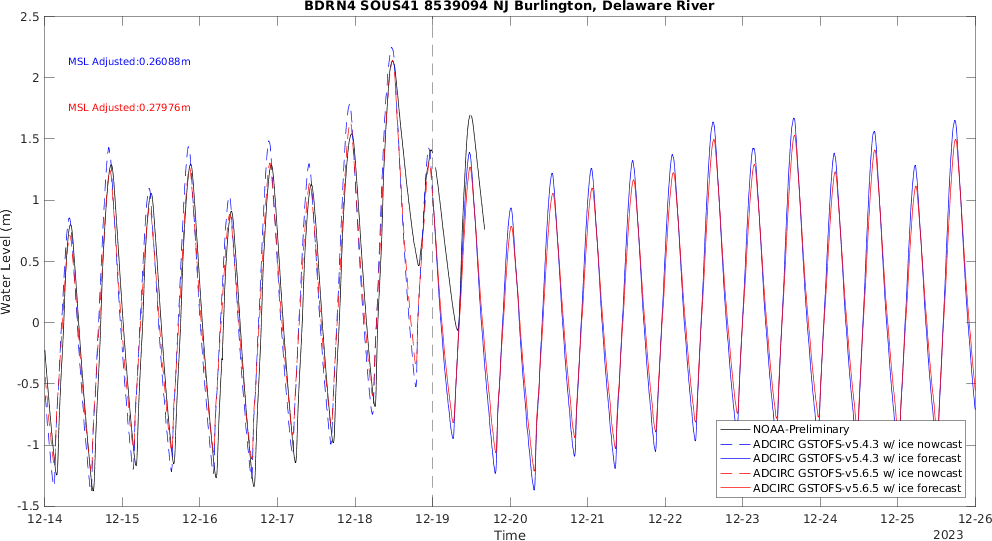 BDRN4 SOUS41 8539094 NJ Burlington, Delaware River
2.5
2
1.5
1
0.5
0
-0.5
-1
-1.5
Water Level (m)
MSL Adjusted:0.26088m
MSL Adjusted:0.27976m
NOAA-Preliminary
ADCIRC GSTOFS-v5.4.3 w/ ice nowcast
ADCIRC GSTOFS-v5.4.3 w/ ice forecast
ADCIRC GSTOFS-v5.6.5 w/ ice nowcast
ADCIRC GSTOFS-v5.6.5 w/ ice forecast
12-14 12-15 12-16 12-17 12-18 12-19 12-20 12-21 12-22 12-23 12-24 12-25 12-26
Time
2023